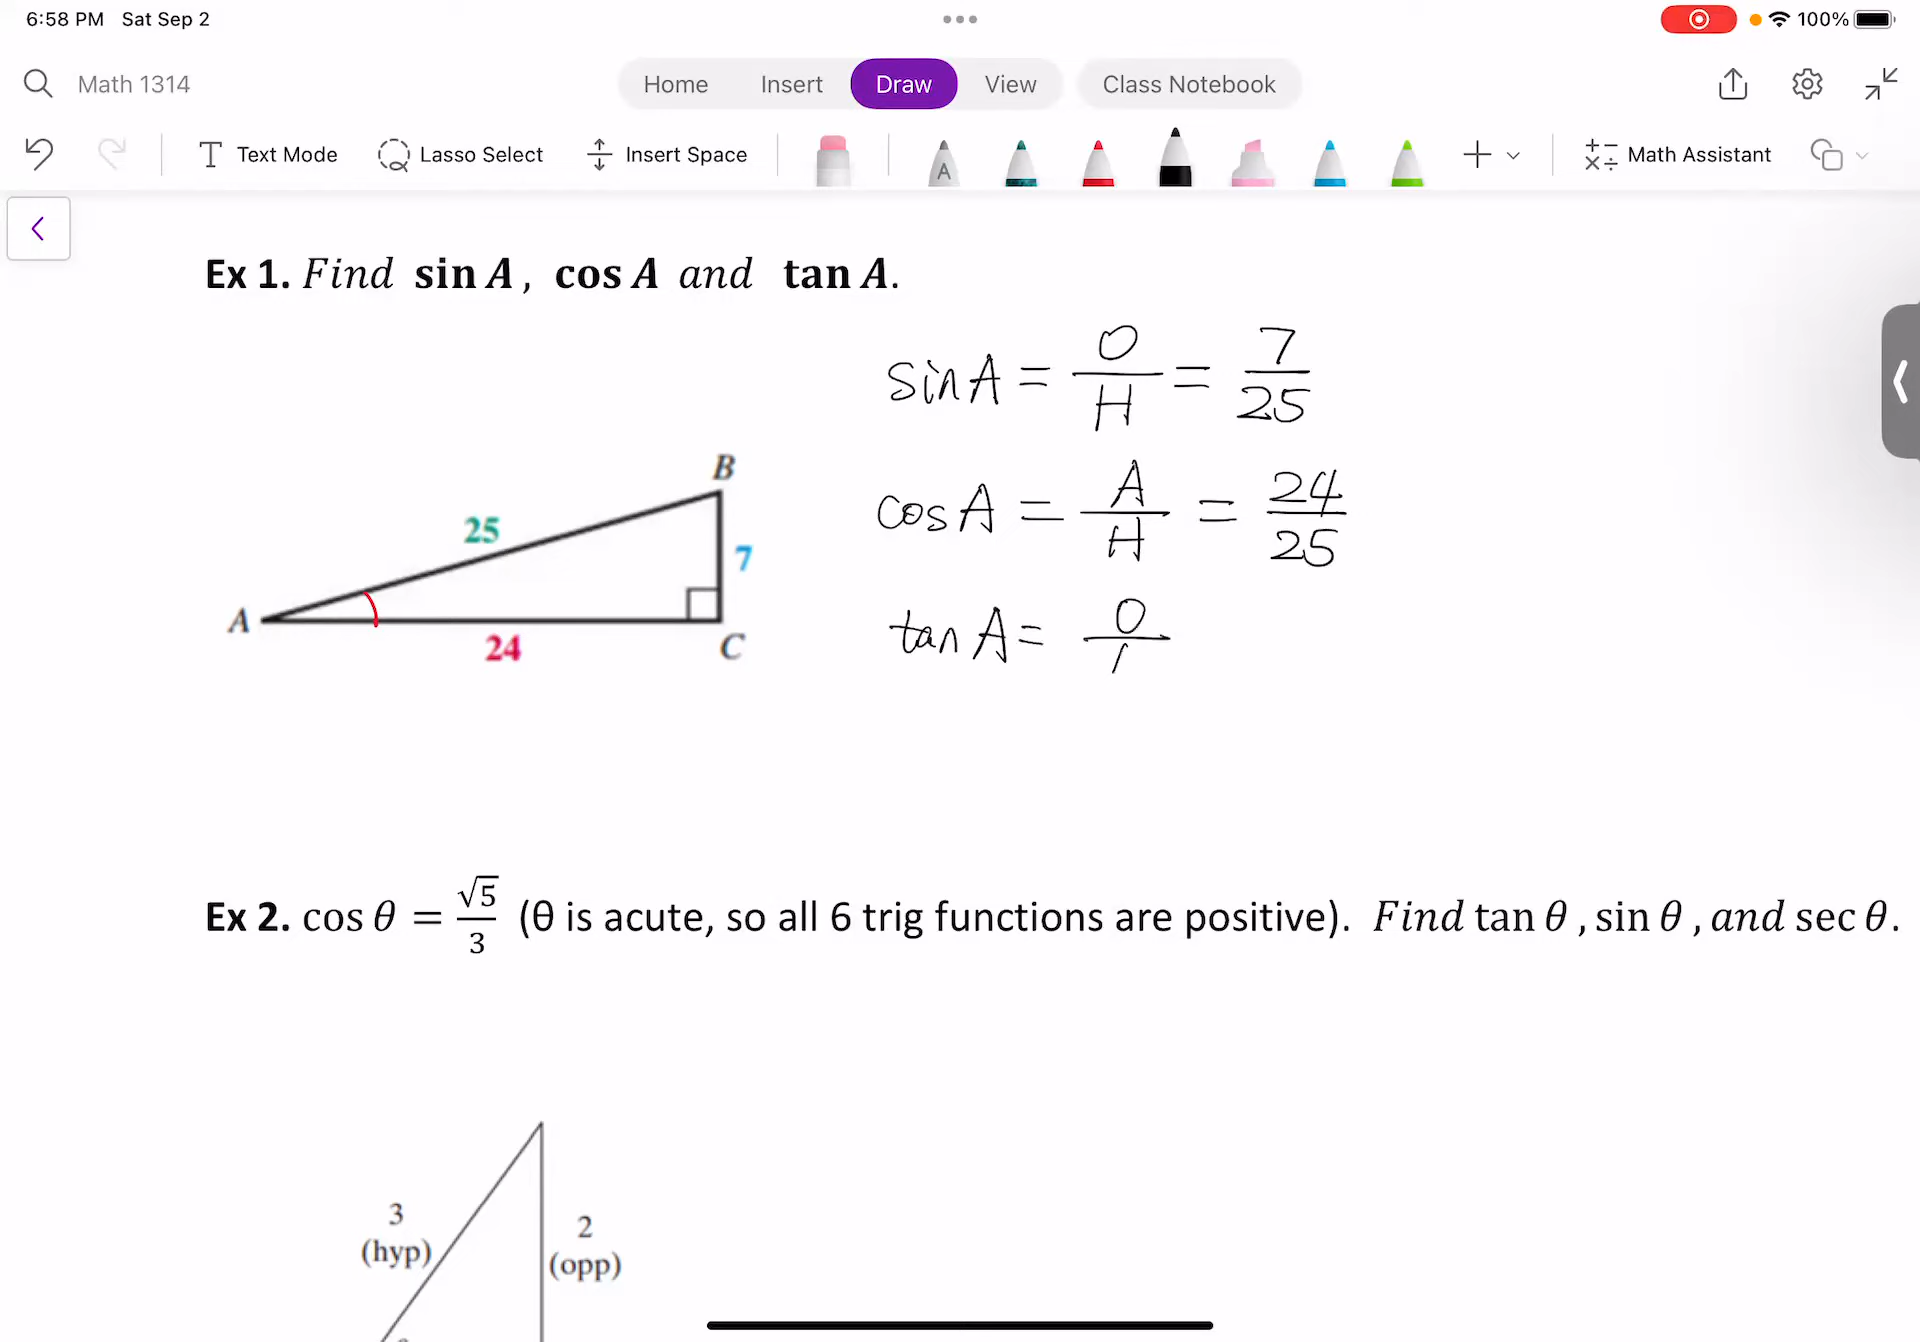 6:58 PM Sat Sep 2
100%
Math 1314
Home Insert Draw View Class Notebook
Text Mode Lasso Select Insert Space A Math Assistant
Ex 1. Find sin A, cos A and tan A.
sin A = O/H = 7/25
cos A = A/H = 24/25
tan A = O/
B
25
7
A
24
C
Ex 2. cos θ = √5/3 (θ is acute, so all 6 trig functions are positive). Find tan θ , sin θ , and sec θ.
3
(hyp)
2
(opp)